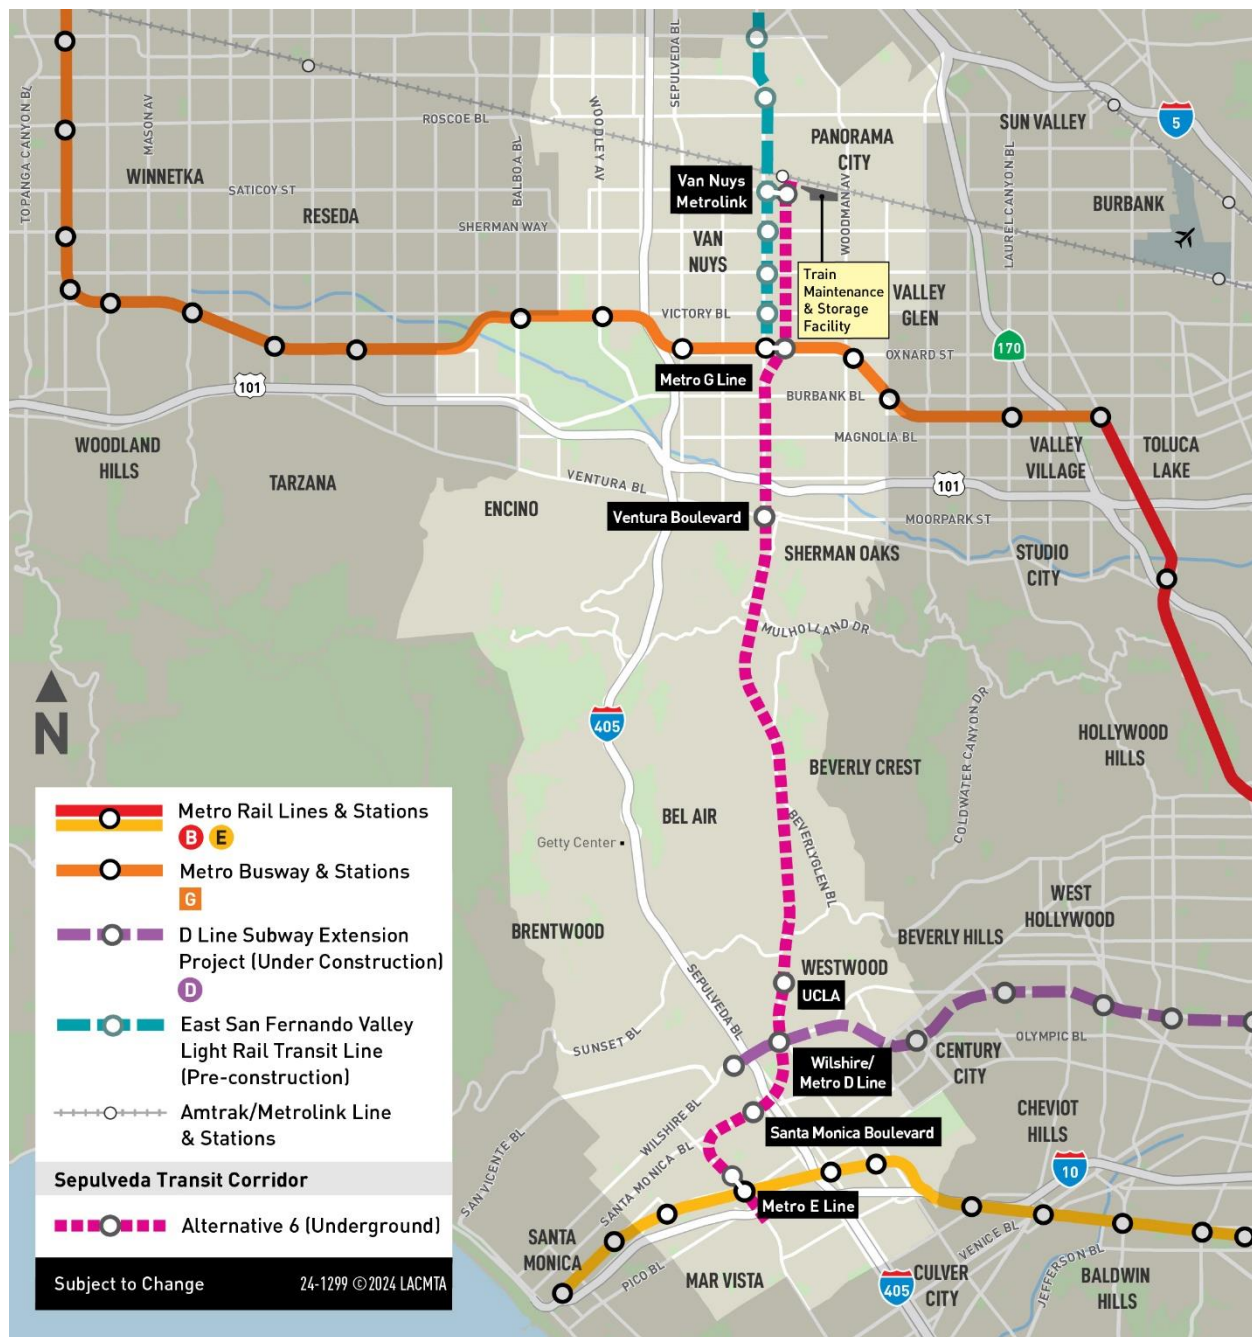 TOPANGA CANYON BL
MASON AV
WINNETKA
ROSCOE BL
SATICOY ST
RESEDA
BALBOA BL
SHERMAN WAY
WOODLEY AV
SEPULVEDA BL
PANORAMA
CITY
SUN VALLEY
5
Van Nuys
Metrolink
WOODMAN AV
LAUREL CANYON BL
BURBANK
VAN
NUYS
Train
Maintenance
& Storage
Facility
VALLEY
GLEN
VICTORY BL
170
OXNARD ST
Metro G Line
101
BURBANK BL
MAGNOLIA BL
WOODLAND
HILLS
TARZANA
VENTURA BL
VALLEY
VILLAGE
TOLUCA
LAKE
101
ENCINO
Ventura Boulevard
MOORPARK ST
SHERMAN OAKS
STUDIO
CITY
MULHOLLAND DR
N
405
COLDWATER CANYON DR
HOLLYWOOD
HILLS
BEVERLY CREST
BEL AIR
Getty Center
BEVERLYGLEN BL
WEST
HOLLYWOOD
BRENTWOOD
BEVERLY HILLS
WESTWOOD
SEPULVEDA BL
UCLA
SUNSET BL
OLYMPIC BL
CENTURY
CITY
Wilshire/
Metro D Line
WILSHIRE BL
CHEVIOT
HILLS
Santa Monica Boulevard
SAN VICENTE BL
SANTA MONICA BL
10
Metro E Line
SANTA
MONICA
PICO BL
MAR VISTA
VENICE BL
JEFFERSON BL
405
CULVER
CITY
BALDWIN
HILLS
Metro Rail Lines & Stations
B E
Metro Busway & Stations
G
D Line Subway Extension
Project (Under Construction)
D
East San Fernando Valley
Light Rail Transit Line
(Pre-construction)
Amtrak/Metrolink Line
& Stations
Sepulveda Transit Corridor
Alternative 6 (Underground)
Subject to Change 24-1299 ©2024 LACMTA